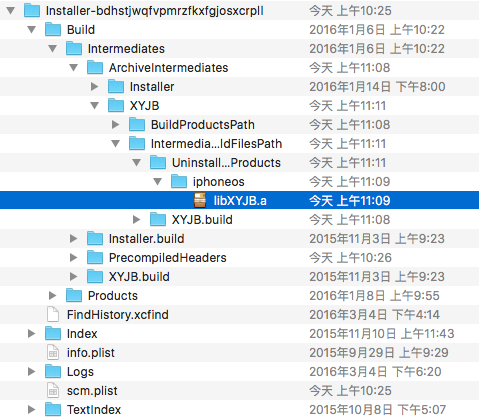 Installer-bdhstjwqfvpmrzfkxfgjosxcrpll 今天 上午10:25
Build 2016年1月6日 上午10:22
Intermediates 2016年1月6日 上午10:22
ArchiveIntermediates 今天 上午11:08
Installer 2016年1月14日 下午8:00
XYJB 今天 上午11:11
BuildProductsPath 今天 上午11:08
Intermedia...ldFilesPath 今天 上午11:11
Uninstall...Products 今天 上午11:11
iphoneos 今天 上午11:09
libXYJB.a 今天 上午11:09
XYJB.build 今天 上午11:08
Installer.build 2015年11月3日 上午9:23
PrecompiledHeaders 今天 上午10:26
XYJB.build 2015年11月3日 上午9:23
Products 2016年1月8日 上午9:55
FindHistory.xcfind 2016年3月4日 下午4:14
Index 2015年11月10日 上午11:43
info.plist 2015年9月29日 上午9:29
Logs 2016年3月4日 下午6:20
scm.plist 今天 上午10:25
TextIndex 2015年10月8日 下午5:07